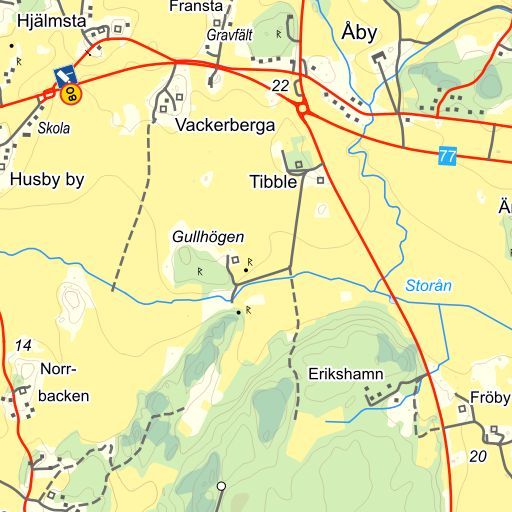 Fransta
Hjälmsta
Gravfält
Åby
R
22
80
Skola
Vackerberga
77
Husby by
Tibble
Är
Gullhögen
R
R
Storån
R
14
Norr-
backen
Erikshamn
R
Fröby
20
R